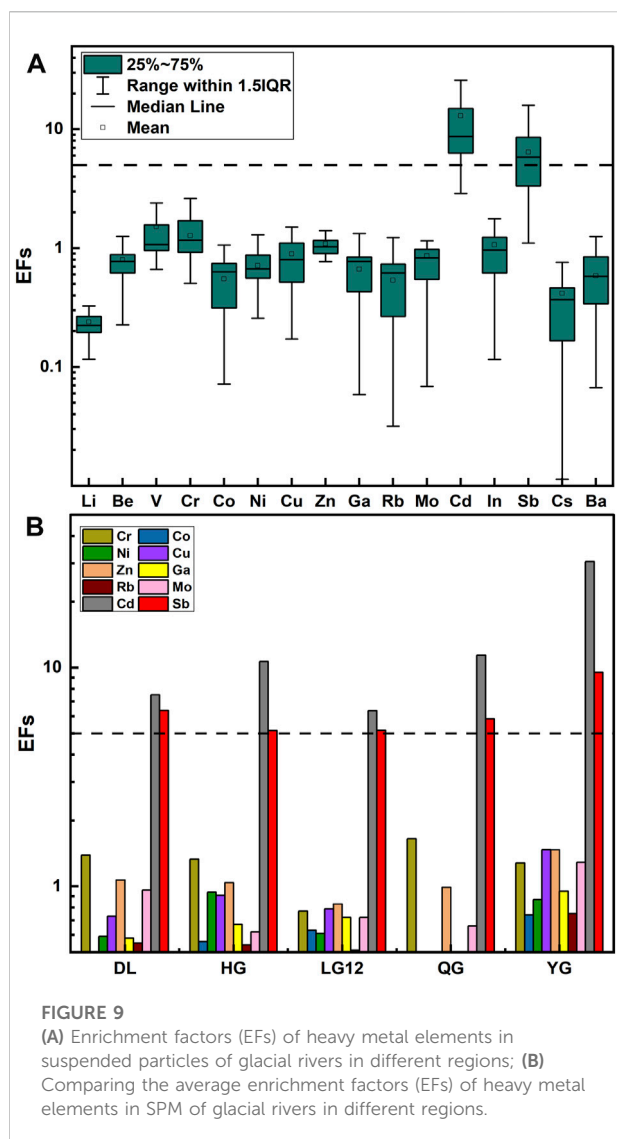 A
25%~75%
Range within 1.5IQR
Median Line
Mean
EFs
10
1
0.1
Li Be V Cr Co Ni Cu Zn Ga Rb Mo Cd In Sb Cs Ba
B
Cr Co
Ni Cu
Zn Ga
Rb Mo
Cd Sb
EFs
10
1
DL HG LG12 QG YG
FIGURE 9
(A) Enrichment factors (EFs) of heavy metal elements in
suspended particles of glacial rivers in different regions; (B)
Comparing the average enrichment factors (EFs) of heavy metal
elements in SPM of glacial rivers in different regions.